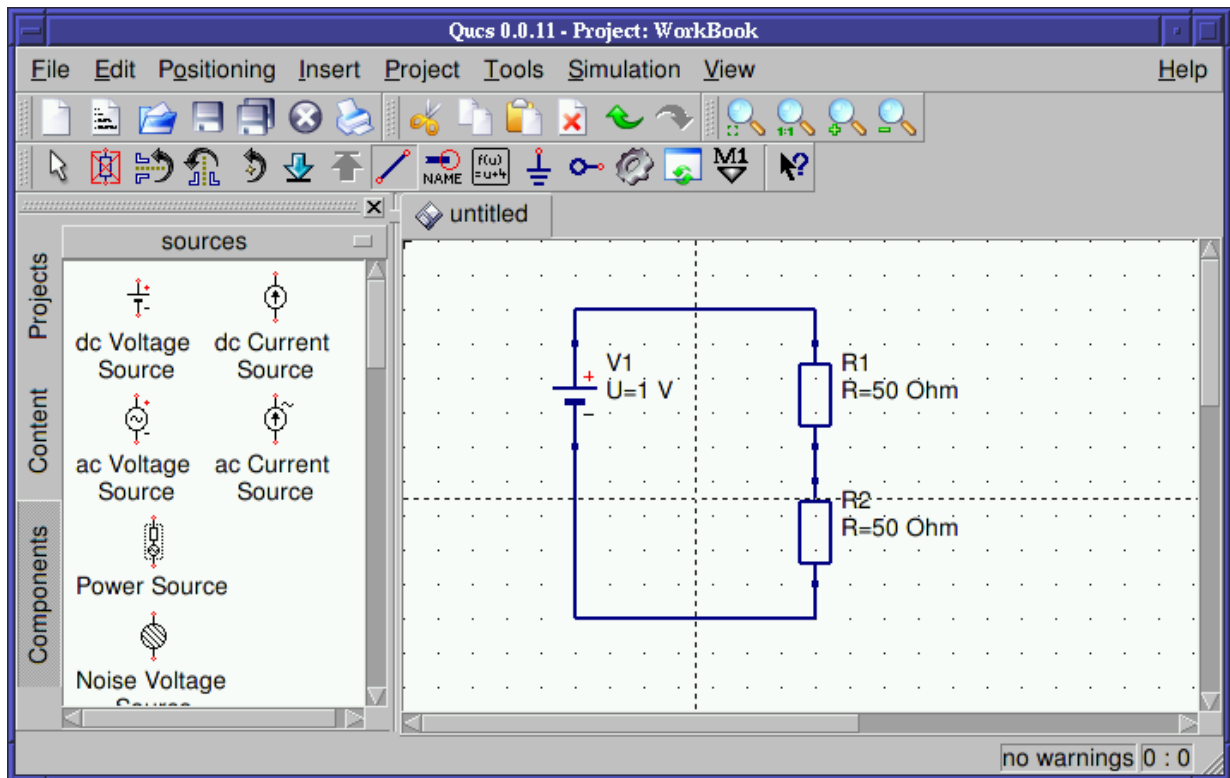 Qucs 0.0.11 - Project: WorkBook
File Edit Positioning Insert Project Tools Simulation View Help
1:1
NAME
f(u)
=u+4
M1
?
untitled
sources
Projects
Content
Components
dc Voltage
Source
dc Current
Source
ac Voltage
Source
ac Current
Source
Power Source
Noise Voltage
V1
U=1 V
R1
R=50 Ohm
R2
R=50 Ohm
no warnings 0 : 0